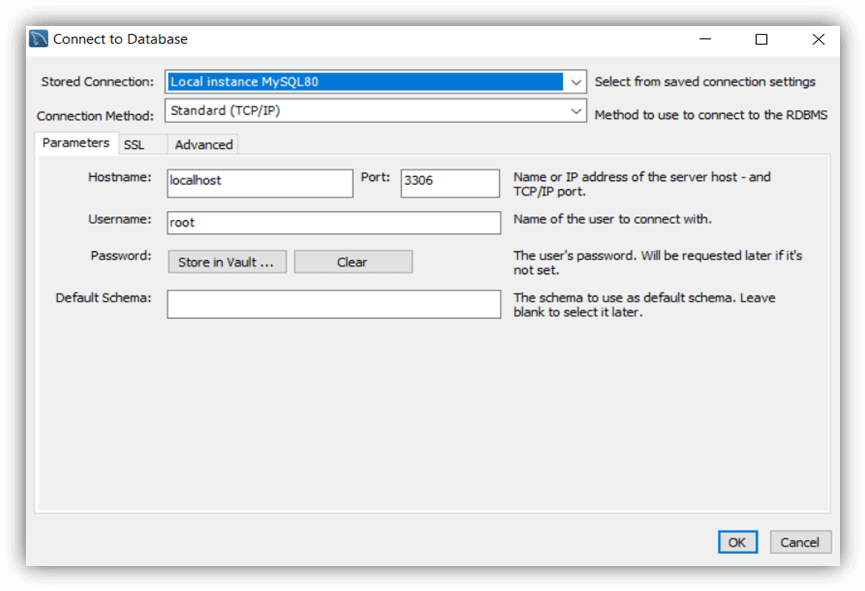 Connect to Database
Stored Connection: Local instance MySQL80 Select from saved connection settings
Connection Method: Standard (TCP/IP) Method to use to connect to the RDBMS
Parameters SSL Advanced
Hostname: localhost Port: 3306 Name or IP address of the server host - and
TCP/IP port.
Username: root Name of the user to connect with.
Password: Store in Vault ... Clear The user's password. Will be requested later if it's
not set.
Default Schema: The schema to use as default schema. Leave
blank to select it later.
OK Cancel